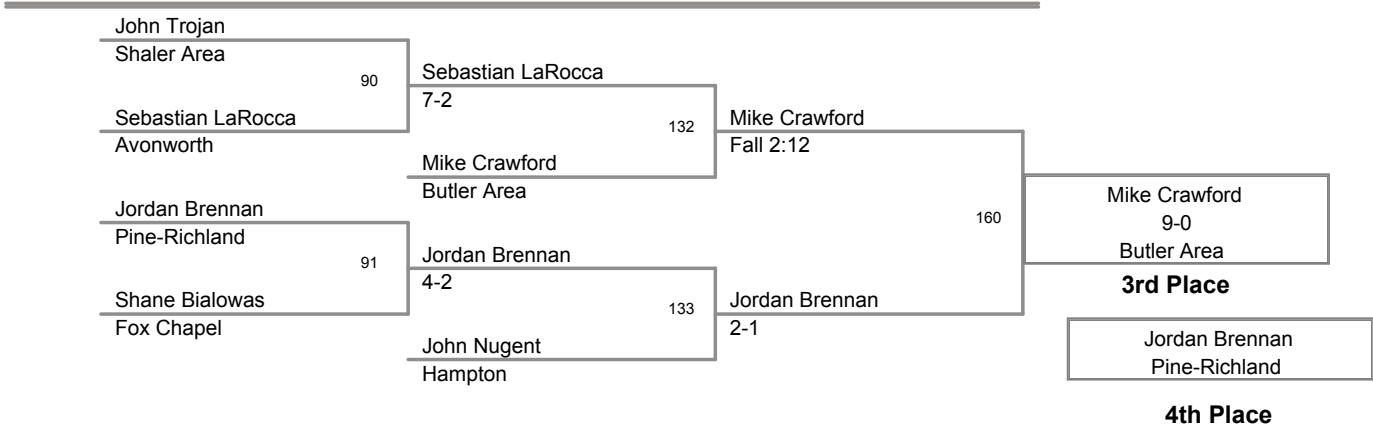 John Trojan
Shaler Area
90
Sebastian LaRocca
7-2
Sebastian LaRocca
Avonworth
132
Mike Crawford
Fall 2:12
Mike Crawford
Butler Area
Jordan Brennan
Pine-Richland
160
Mike Crawford
9-0
Butler Area
3rd Place
91
Jordan Brennan
4-2
Shane Bialowas
Fox Chapel
133
Jordan Brennan
2-1
John Nugent
Hampton
Jordan Brennan
Pine-Richland
4th Place